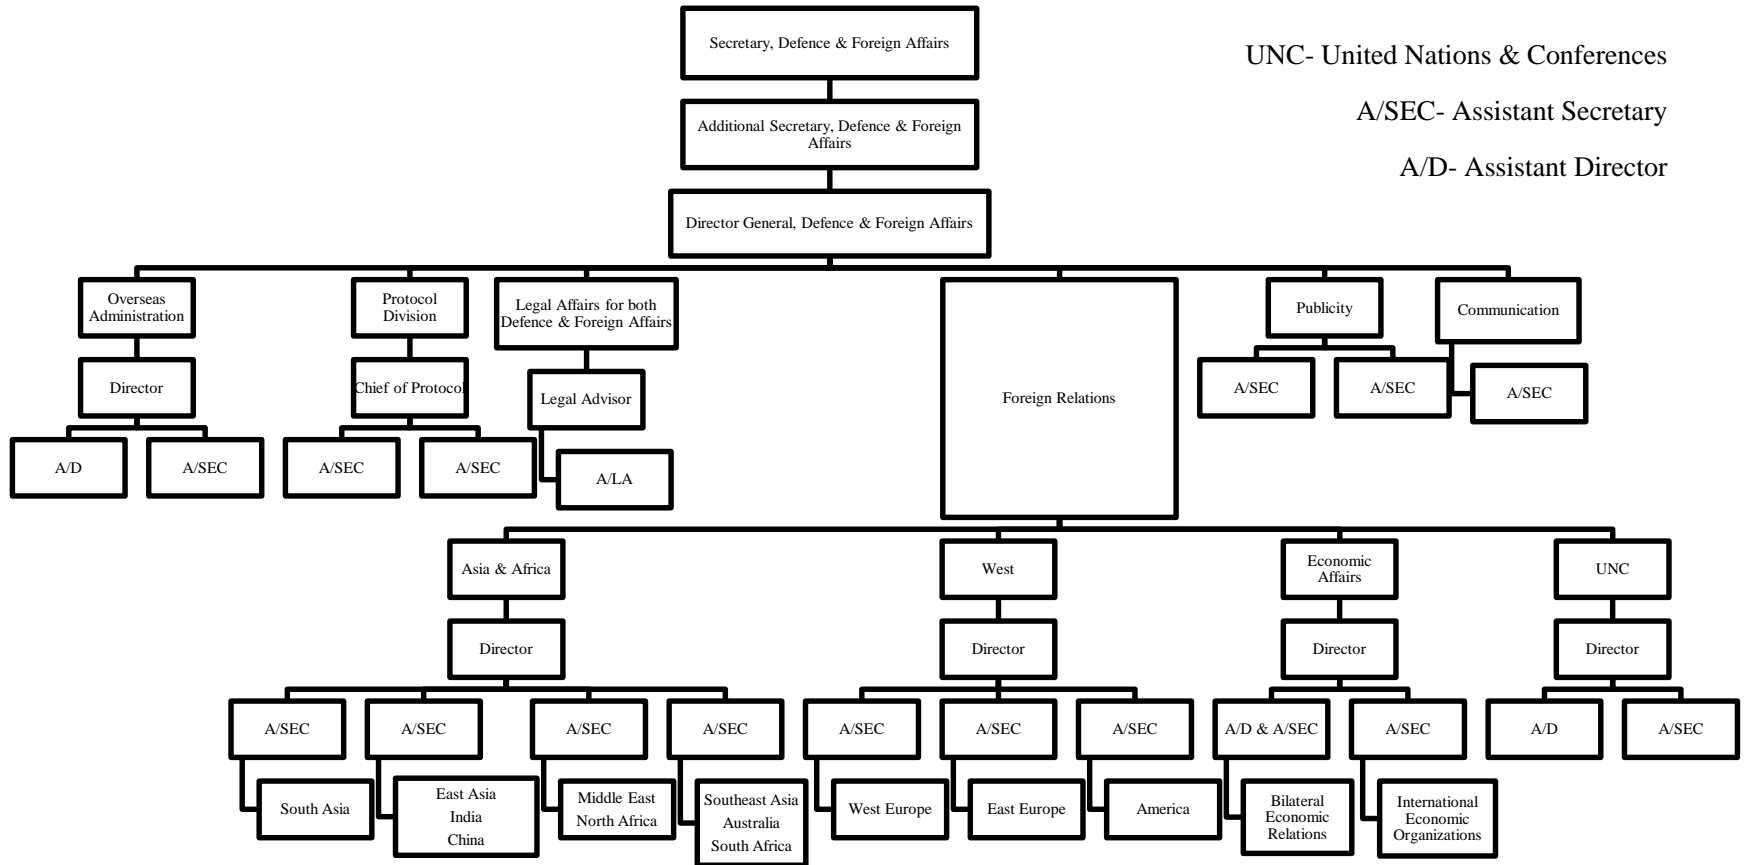 Secretary, Defence & Foreign Affairs
UNC- United Nations & Conferences
A/SEC- Assistant Secretary
A/D- Assistant Director
Additional Secretary, Defence & Foreign
Affairs
Director General, Defence & Foreign Affairs
Overseas
Administration
Protocol
Division
Legal Affairs for both
Defence & Foreign Affairs
Foreign Relations
Publicity
Communication
Director
Chief of Protocol
Legal Advisor
A/SEC
A/SEC
A/SEC
A/D
A/SEC
A/SEC
A/SEC
A/LA
Asia & Africa
West
Economic
Affairs
UNC
Director
Director
Director
Director
A/SEC
A/SEC
A/SEC
A/SEC
A/SEC
A/SEC
A/SEC
A/D & A/SEC
A/SEC
A/D
A/SEC
South Asia
East Asia
India
China
Middle East
North Africa
Southeast Asia
Australia
South Africa
West Europe
East Europe
America
Bilateral
Economic
Relations
International
Economic
Organizations